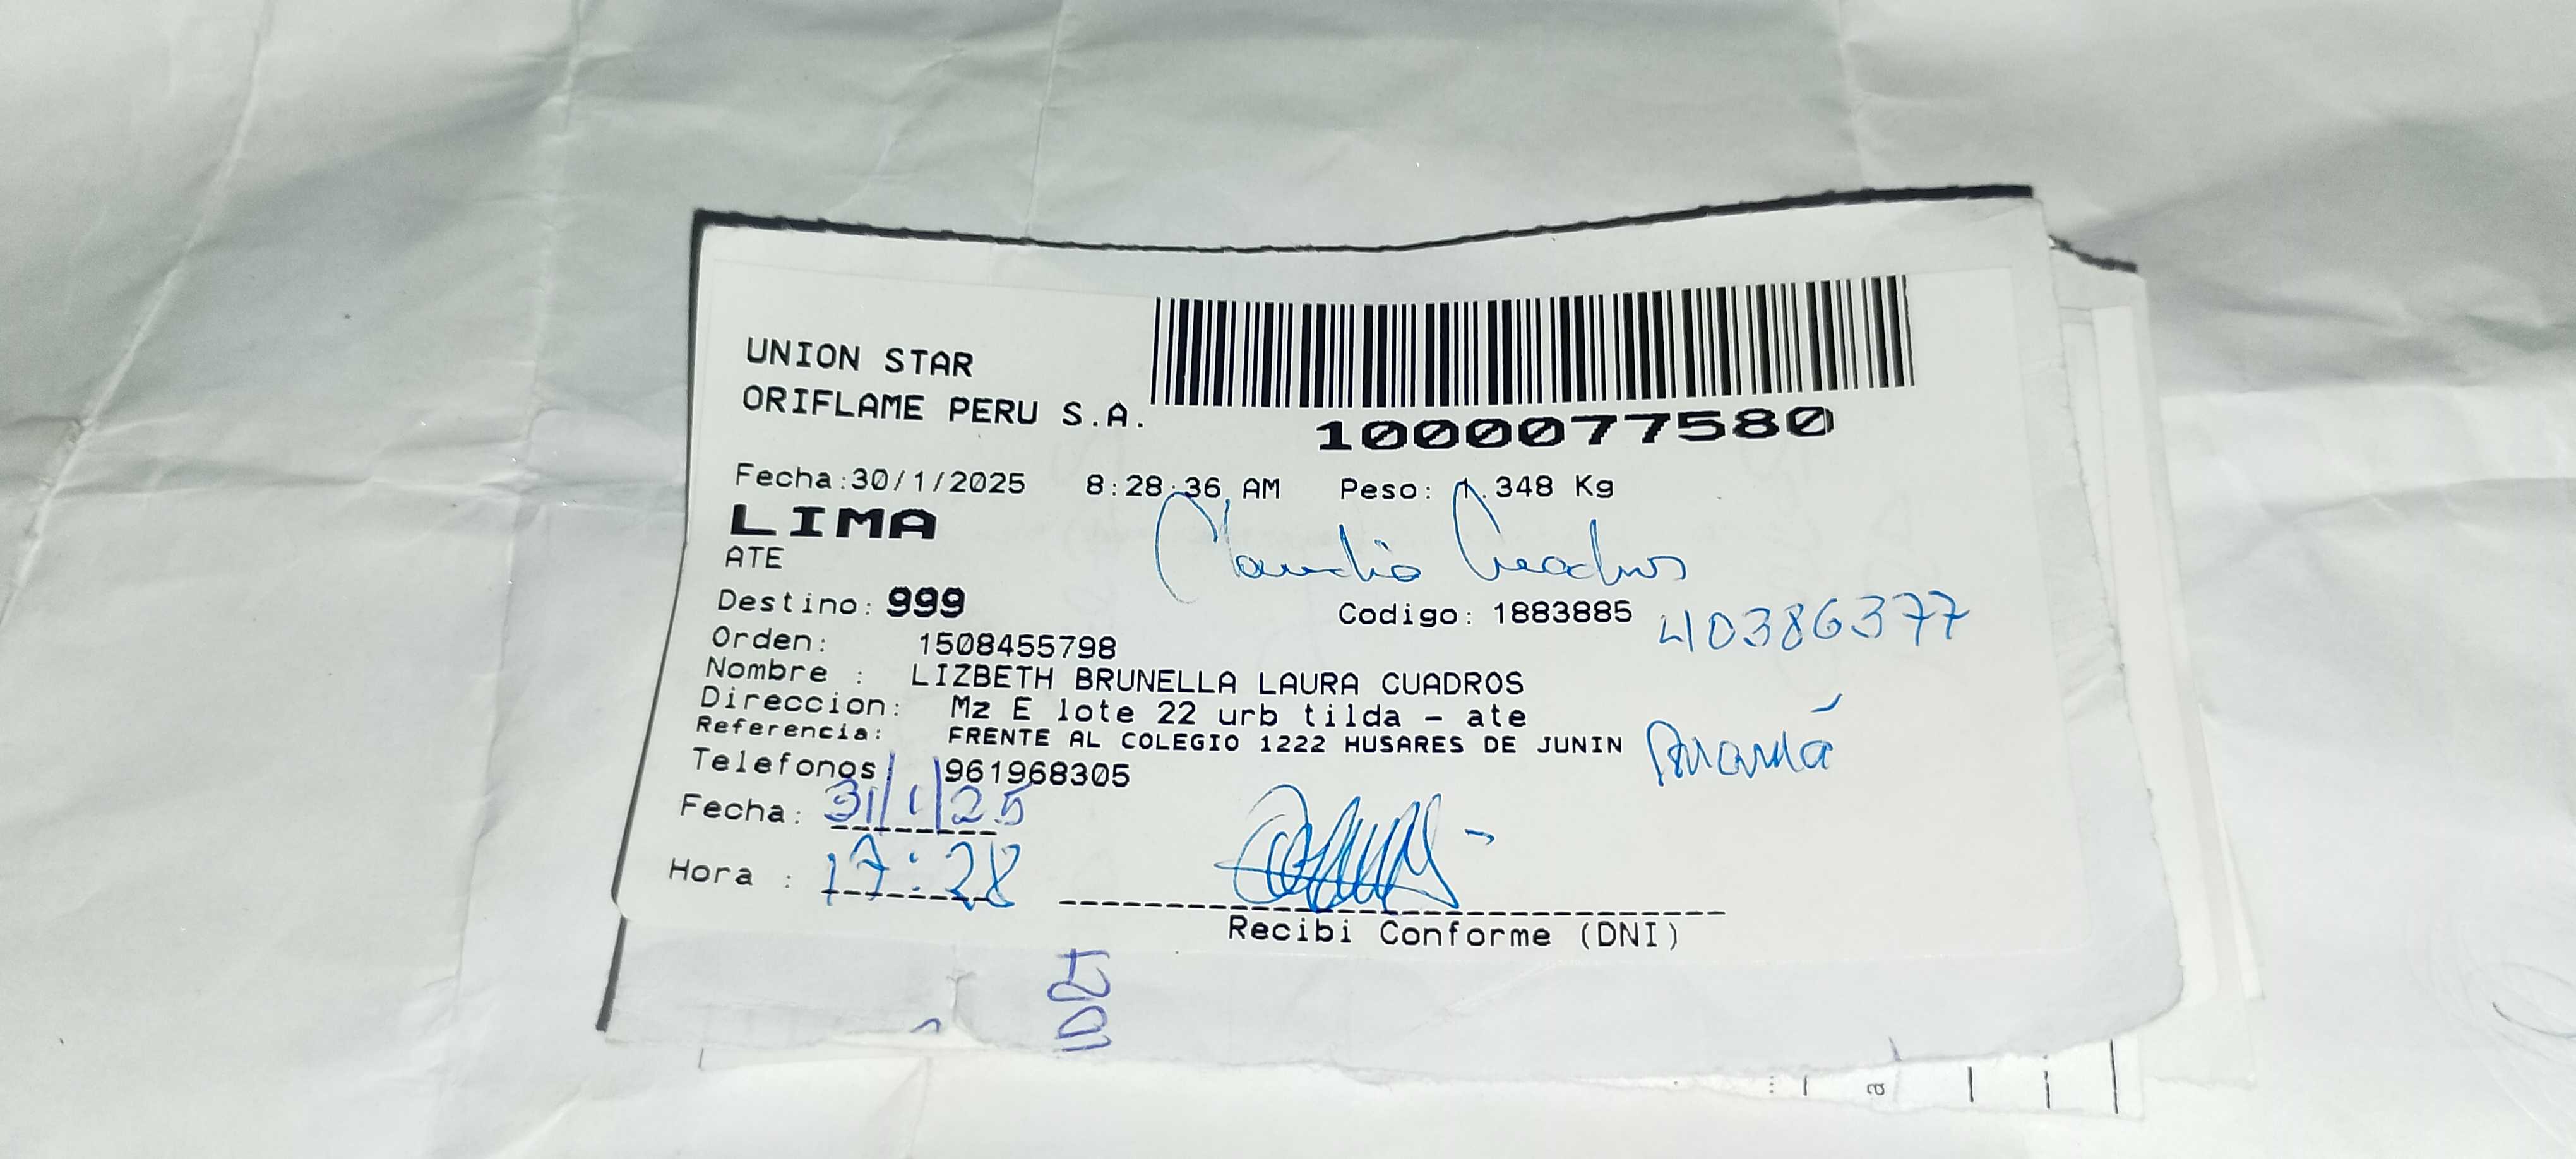 UNION STAR
ORIFLAME PERU S.A.
1000077580
Fecha:30/1/2025 8:28:36 AM Peso: 1.348 Kg
LIMA
ATE
Claudia Cuadros
Destino: 999 Codigo: 1883885 40386377
Orden: 1508455798
Nombre : LIZBETH BRUNELLA LAURA CUADROS
Direccion: Mz E lote 22 urb tilda - ate
Referencia: FRENTE AL COLEGIO 1222 HUSARES DE JUNIN Mamá
Telefonos 961968305
Fecha: 31/1/25
Hora : 17:28
Recibi Conforme (DNI)